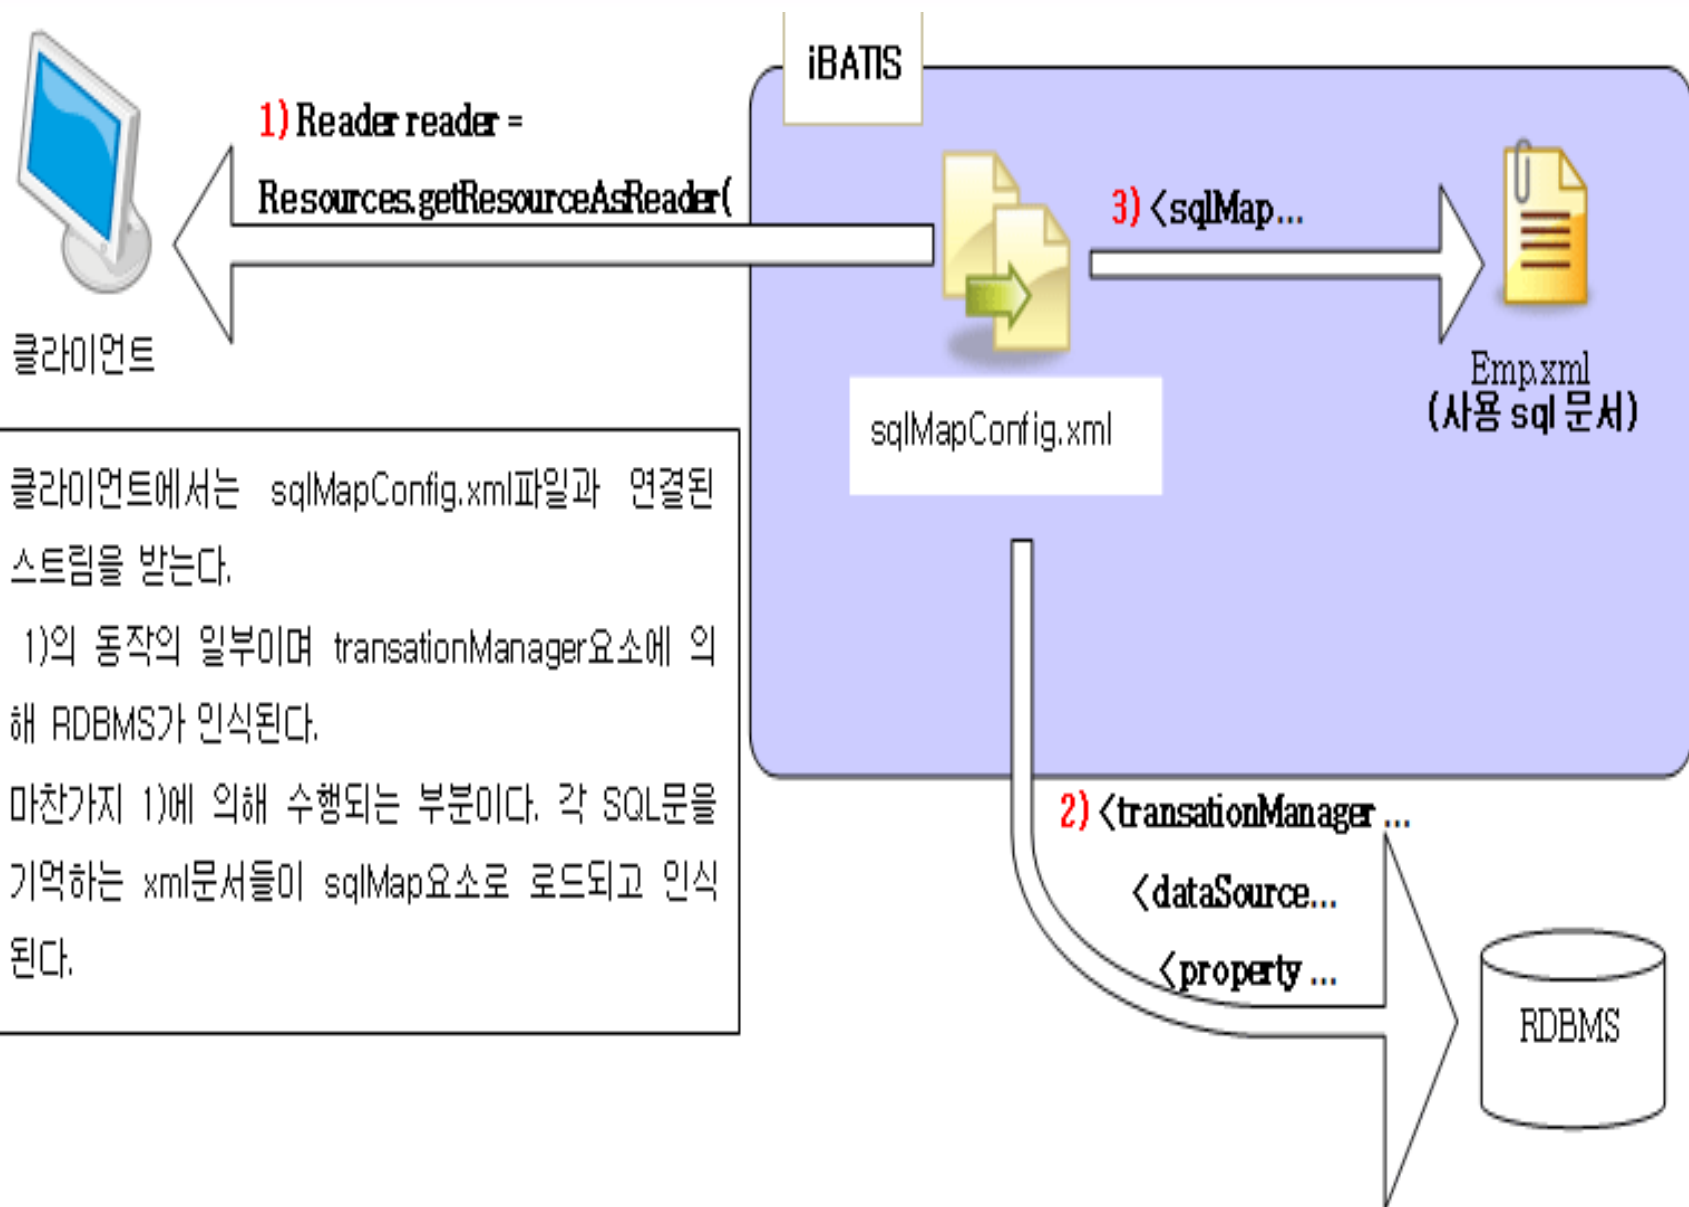 iBATIS
1) Reader reader =
Resources.getResourceAsReader(
3) <sqlMap...
클라이언트
Emp.xml
(사용 sql 문서)
sqlMapConfig.xml
클라이언트에서는 sqlMapConfig.xml파일과 연결된
스트림을 받는다.
1)의 동작의 일부이며 transationManager요소에 의
해 RDBMS가 인식된다.
마찬가지 1)에 의해 수행되는 부분이다. 각 SQL문을
기억하는 xml문서들이 sqlMap요소로 로드되고 인식
된다.
2) <transationManager ...
<dataSource...
<property ...
RDBMS